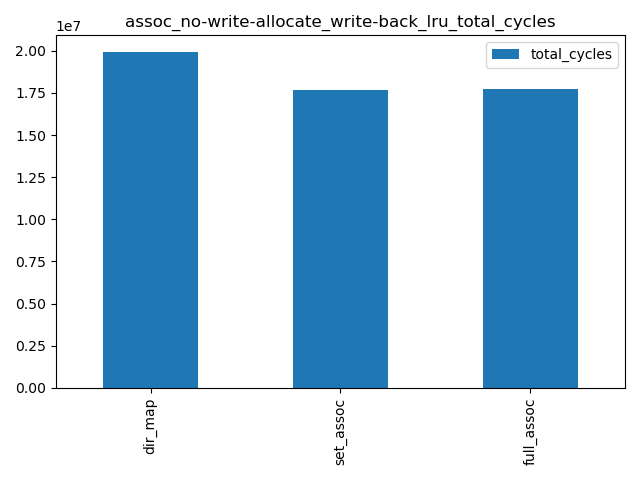 assoc_no-write-allocate_write-back_lru_total_cycles
1e7
total_cycles
2.00
1.75
1.50
1.25
1.00
0.75
0.50
0.25
0.00
dir_map
set_assoc
full_assoc